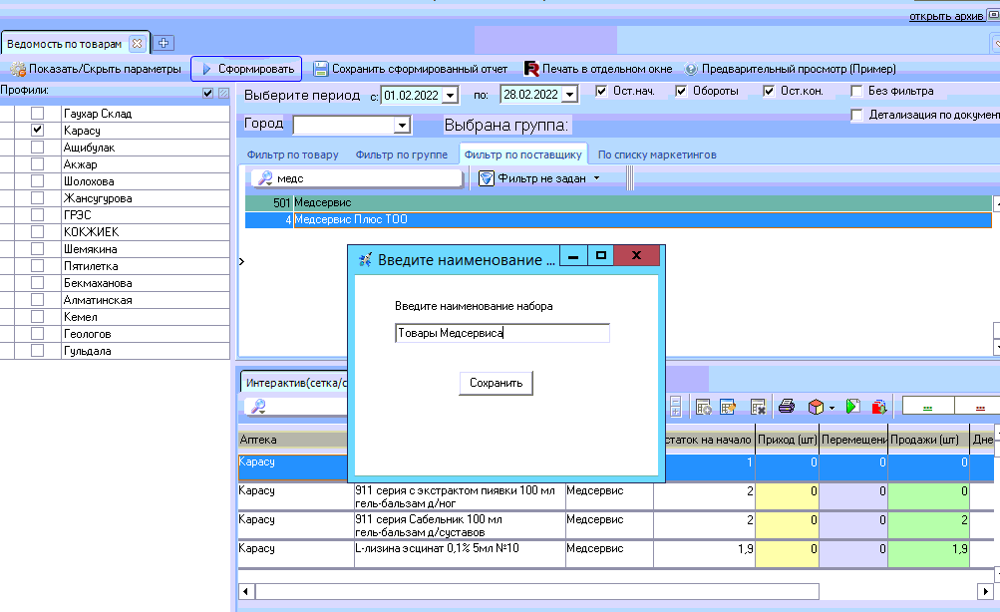 открыть архив
Ведомость по товарам
Показать/Скрыть параметры
Сформировать
Сохранить сформированный отчет
Печать в отдельном окне
Предварительный просмотр (Пример)
Профили:
Гаухар Склад
Карасу
Ащибулак
Акжар
Шолохова
Жансугурова
ГРЭС
КОКЖИЕК
Шемякина
Пятилетка
Бекмаханова
Алматинская
Кемел
Геологов
Гульдала
Выберите период с: 01.02.2022 по: 28.02.2022 Ост.нач. Обороты Ост.кон. Без фильтра
Город Выбрана группа: Детализация по докумен
Фильтр по товару Фильтр по группе Фильтр по поставщику По списку маркетингов
медс Фильтр не задан
501 Медсервис
4 Медсервис Плюс ТОО
Введите наименование ...
Введите наименование набора
Товары Медсервиса
Сохранить
Интерактив(сетка/с
... ...
Аптека статок на начало Приход (шт) Перемещени Продажи (шт) Дне
Карасу 1 0 0 0
Карасу 911 серия с экстрактом пиявки 100 мл Медсервис 2 0 0 0
гель-бальзам д/ног
Карасу 911 серия Сабельник 100 мл Медсервис 2 0 0 2
гель-бальзам д/суставов
Карасу L-лизина эсцинат 0,1% 5мл №10 Медсервис 1,9 0 0 1,9